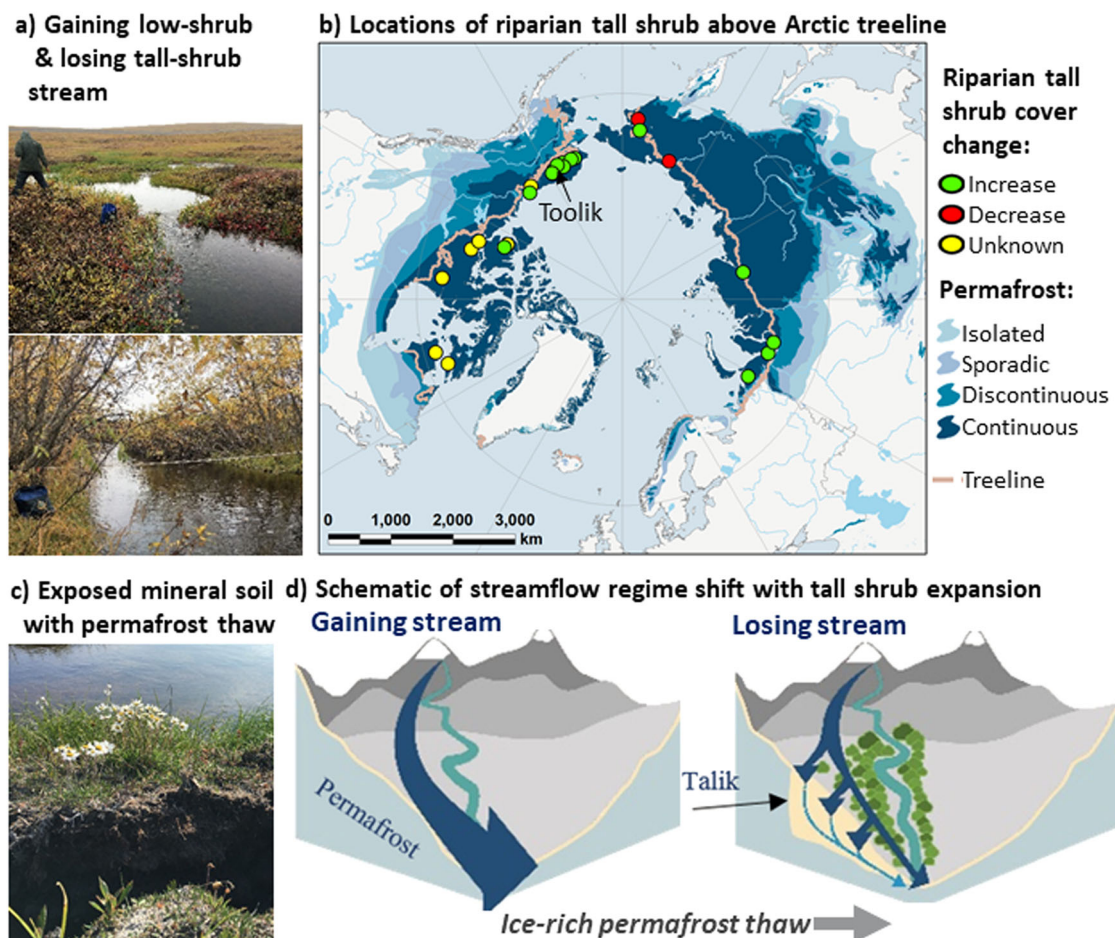 a) Gaining low-shrub
& losing tall-shrub
stream
b) Locations of riparian tall shrub above Arctic treeline
Toolik
0 1,000 2,000 3,000
km
Riparian tall
shrub cover
change:
Increase
Decrease
Unknown
Permafrost:
Isolated
Sporadic
Discontinuous
Continuous
Treeline
c) Exposed mineral soil
with permafrost thaw
d) Schematic of streamflow regime shift with tall shrub expansion
Gaining stream
Losing stream
Permafrost
Talik
Ice-rich permafrost thaw